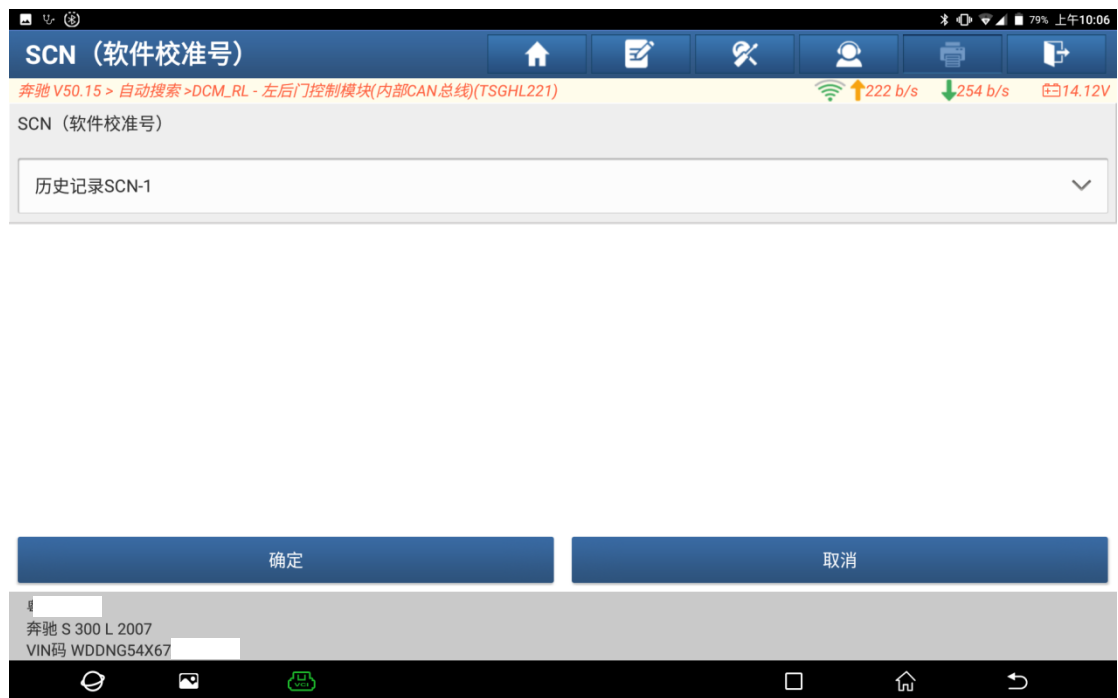 79% 上午10:06
SCN（软件校准号）
奔驰 V50.15 > 自动搜索 >DCM_RL - 左后门控制模块(内部CAN总线)(TSGHL221) 222 b/s 254 b/s 14.12V
SCN（软件校准号）
历史记录SCN-1
确定 取消
奔驰 S 300 L 2007
VIN码 WDDNG54X67
VCI